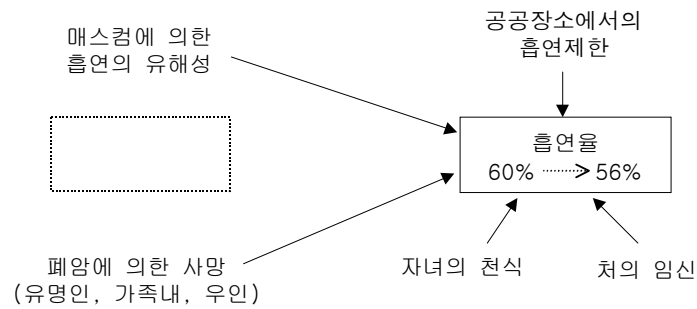 매스컴에 의한
흡연의 유해성
공공장소에서의
흡연제한
흡연율
60% 56%
폐암에 의한 사망
(유명인, 가족내, 우인)
자녀의 천식
처의 임신